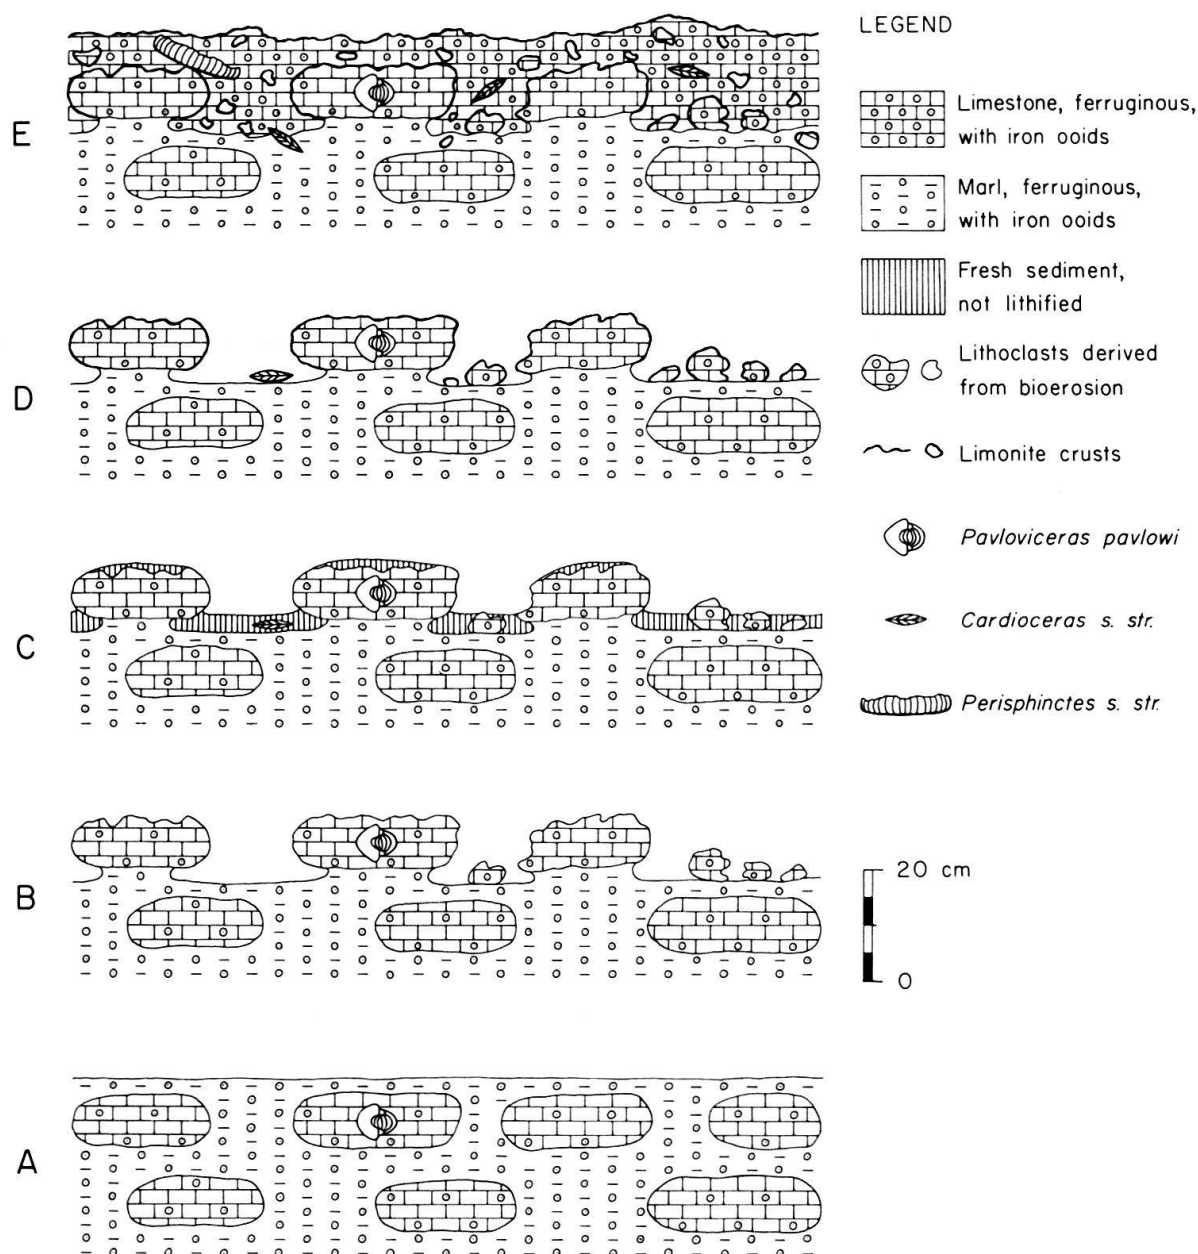 LEGEND
Limestone, ferruginous,
with iron ooids
Marl, ferruginous,
with iron ooids
Fresh sediment,
not lithified
Lithoclasts derived
from bioerosion
Limonite crusts
Pavloviceras pavlowi
Cardioceras s. str.
Perisphinctes s. str.
E
D
C
B
A
20 cm
0